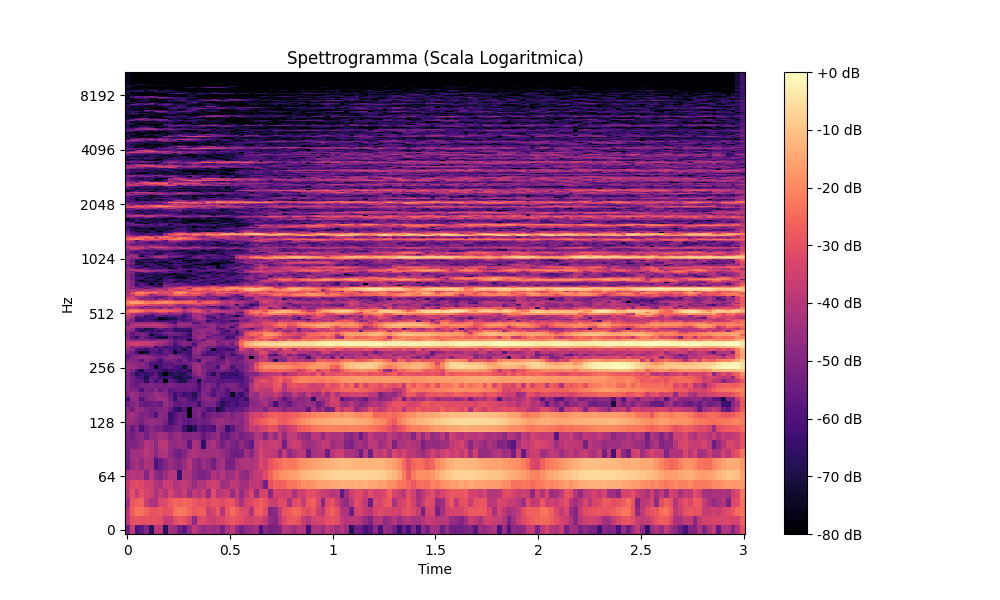 Spettrogramma (Scala Logaritmica)
8192
4096
2048
1024
512
256
128
64
0
Hz
0
0.5
1
1.5
2
2.5
3
Time
+0 dB
-10 dB
-20 dB
-30 dB
-40 dB
-50 dB
-60 dB
-70 dB
-80 dB